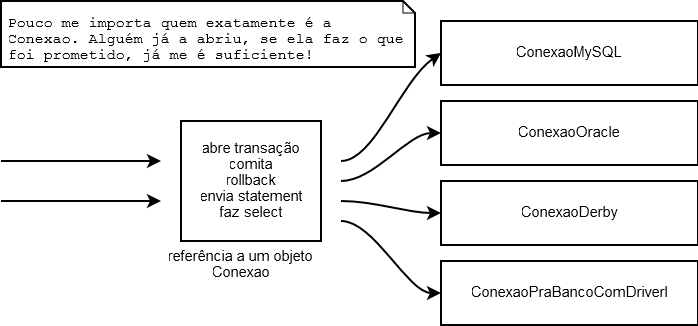 Pouco me importa quem exatamente é a
Conexao. Alguém já a abriu, se ela faz o que
foi prometido, já me é suficiente!
ConexaoMySQL
ConexaoOracle
abre transação
comita
rollback
envia statement
faz select
ConexaoDerby
referência a um objeto
Conexao
ConexaoPraBancoComDriverI